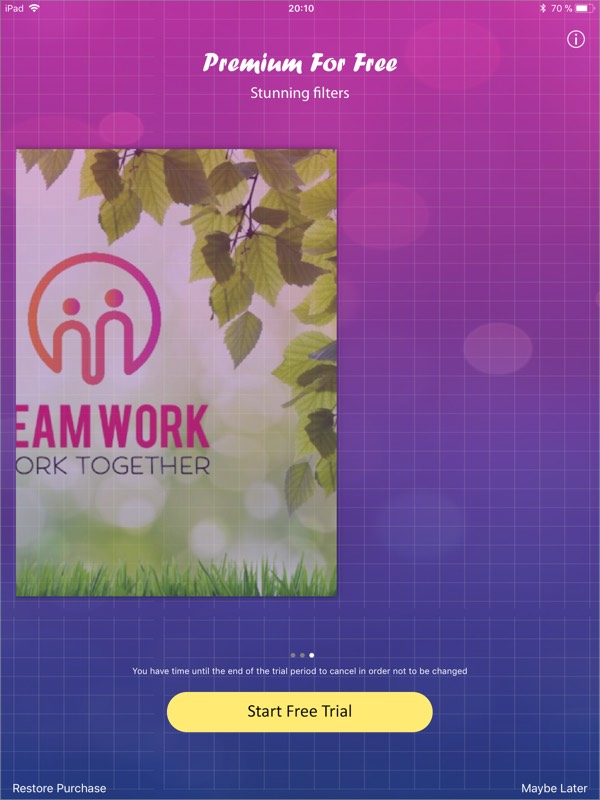 iPad 20:10 70 %
Premium For Free
Stunning filters
EAM WORK
ORK TOGETHER
You have time until the end of the trial period to cancel in order not to be changed
Start Free Trial
Restore Purchase Maybe Later